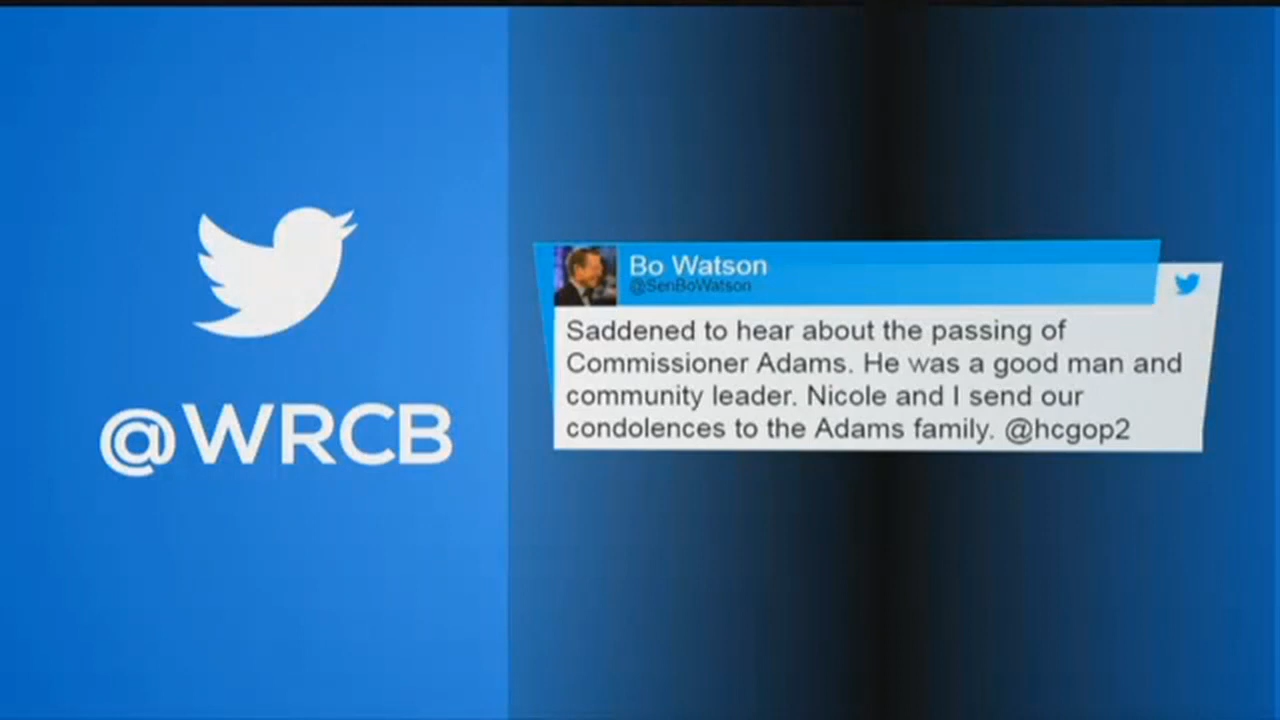 @WRCB
Bo Watson
@SenBoWatson
Saddened to hear about the passing of
Commissioner Adams. He was a good man and
community leader. Nicole and I send our
condolences to the Adams family. @hcgop2